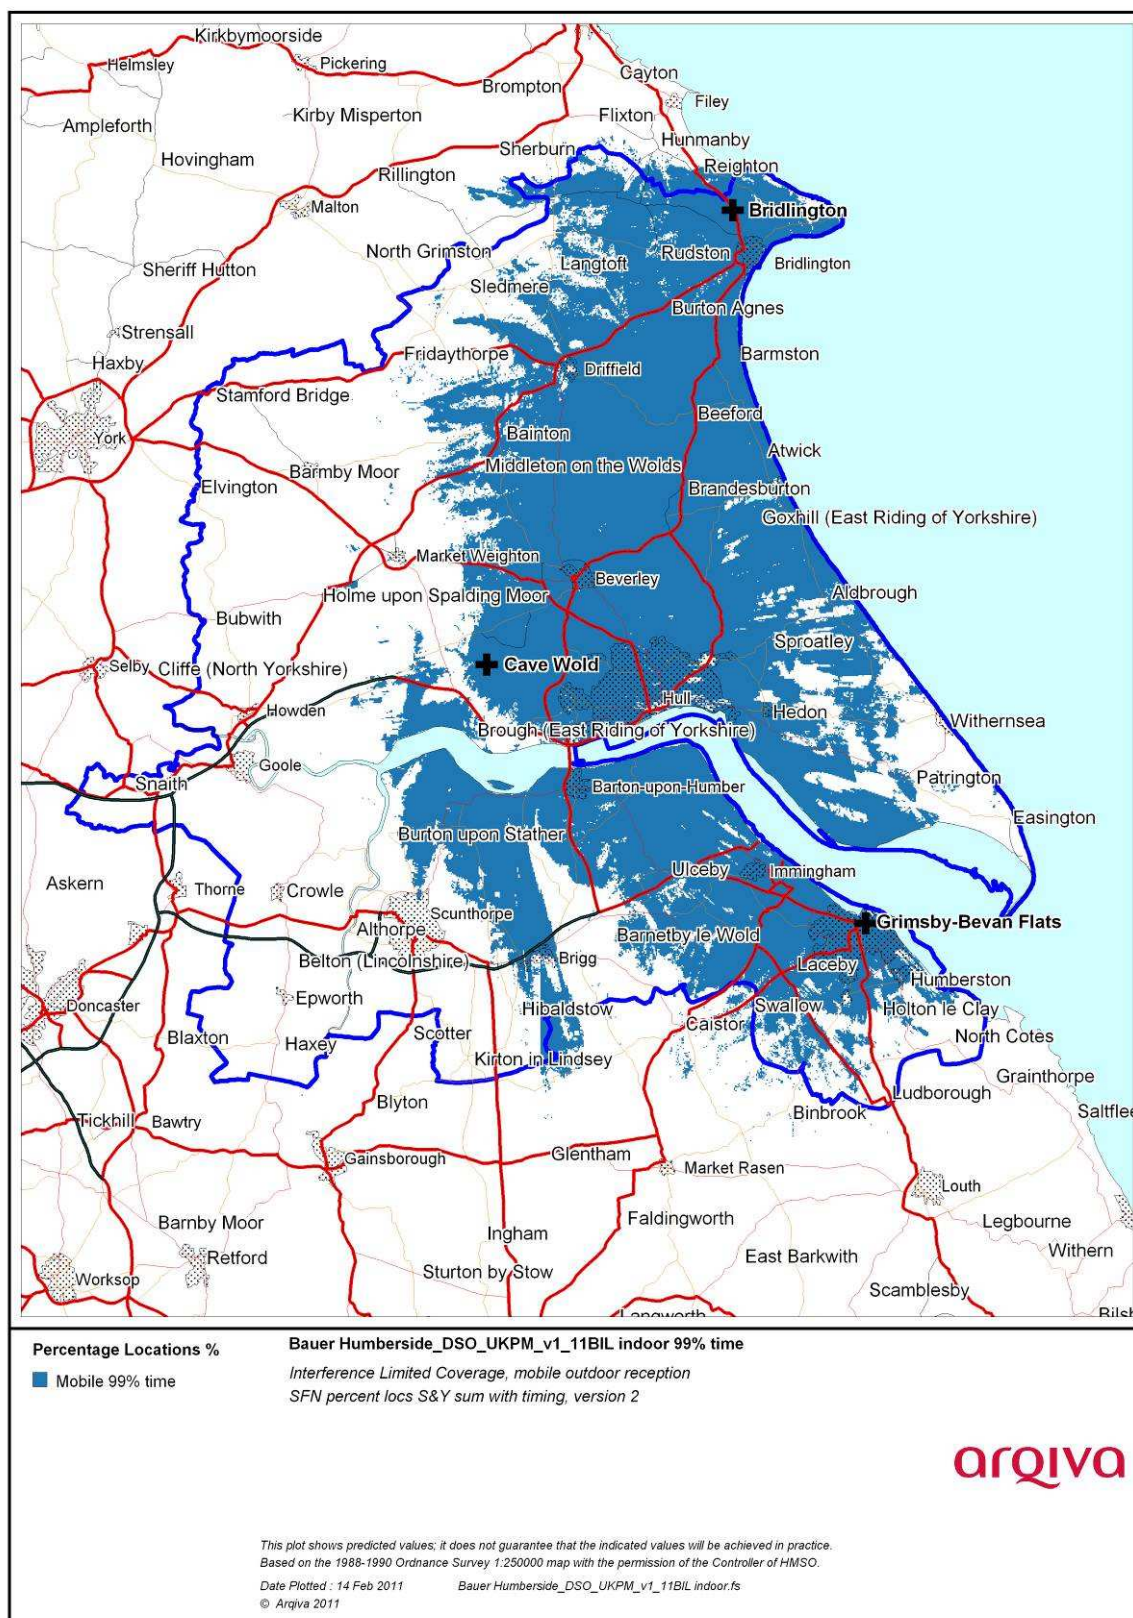 Kirkbymoorside
Helmsley
Pickering
Cayton
Brompton
Filey
Ampleforth
Kirby Misperton
Flixton
Hunmanby
Hovingham
Sherburn
Reighton
Rillington
Malton
Bridlington
North Grimston
Rudston
Sheriff Hutton
Langtoft
Bridlington
Sledmere
Burton Agnes
Strensall
Haxby
Fridaythorpe
Barmston
Driffield
Stamford Bridge
Beeford
York
Bainton
Atwick
Barmby Moor
Middleton on the Wolds
Elvington
Brandesburton
Goxhill (East Riding of Yorkshire)
Market Weighton
Beverley
Holme upon Spalding Moor
Aldbrough
Bubwith
Sproatley
Selby
Cliffe (North Yorkshire)
Cave Wold
Hull
Howden
Hedon
Withernsea
Brough (East Riding of Yorkshire)
Goole
Snaith
Patrington
Barton-upon-Humber
Easington
Burton upon Stather
Ulceby
Immingham
Askern
Thorne
Crowle
Scunthorpe
Althorpe
Grimsby-Bevan Flats
Barnetby le Wold
Belton (Lincolnshire)
Brigg
Laceby
Humberston
Doncaster
Epworth
Hibaldstow
Swallow
Holton le Clay
Caistor
Blaxton
Haxey
Scotter
North Cotes
Kirton in Lindsey
Grainthorpe
Ludborough
Blyton
Binbrook
Saltflee
Tickhill
Bawtry
Gainsborough
Glentham
Market Rasen
Louth
Barnby Moor
Faldingworth
Legbourne
Retford
Ingham
East Barkwith
Withern
Worksop
Sturton by Stow
Scamblesby
Langworth
Bilsb
Percentage Locations %
Mobile 99% time
Bauer Humberside_DSO_UKPM_v1_11BIL indoor 99% time
Interference Limited Coverage, mobile outdoor reception
SFN percent locs S&Y sum with timing, version 2
arqiva
This plot shows predicted values; it does not guarantee that the indicated values will be achieved in practice.
Based on the 1988-1990 Ordnance Survey 1:250000 map with the permission of the Controller of HMSO.
Date Plotted : 14 Feb 2011 Bauer Humberside_DSO_UKPM_v1_11BIL indoor.fs
© Arqiva 2011